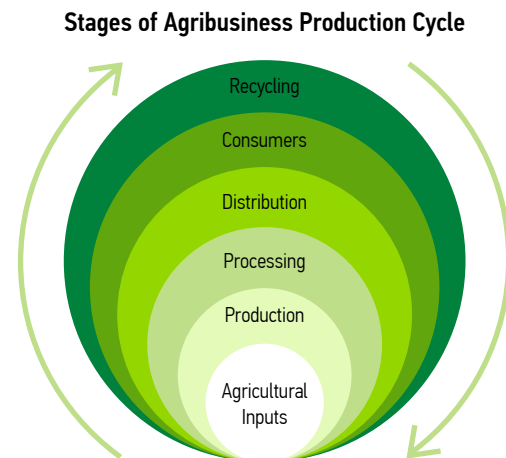 Stages of Agribusiness Production Cycle
Recycling
Consumers
Distribution
Processing
Production
Agricultural
Inputs